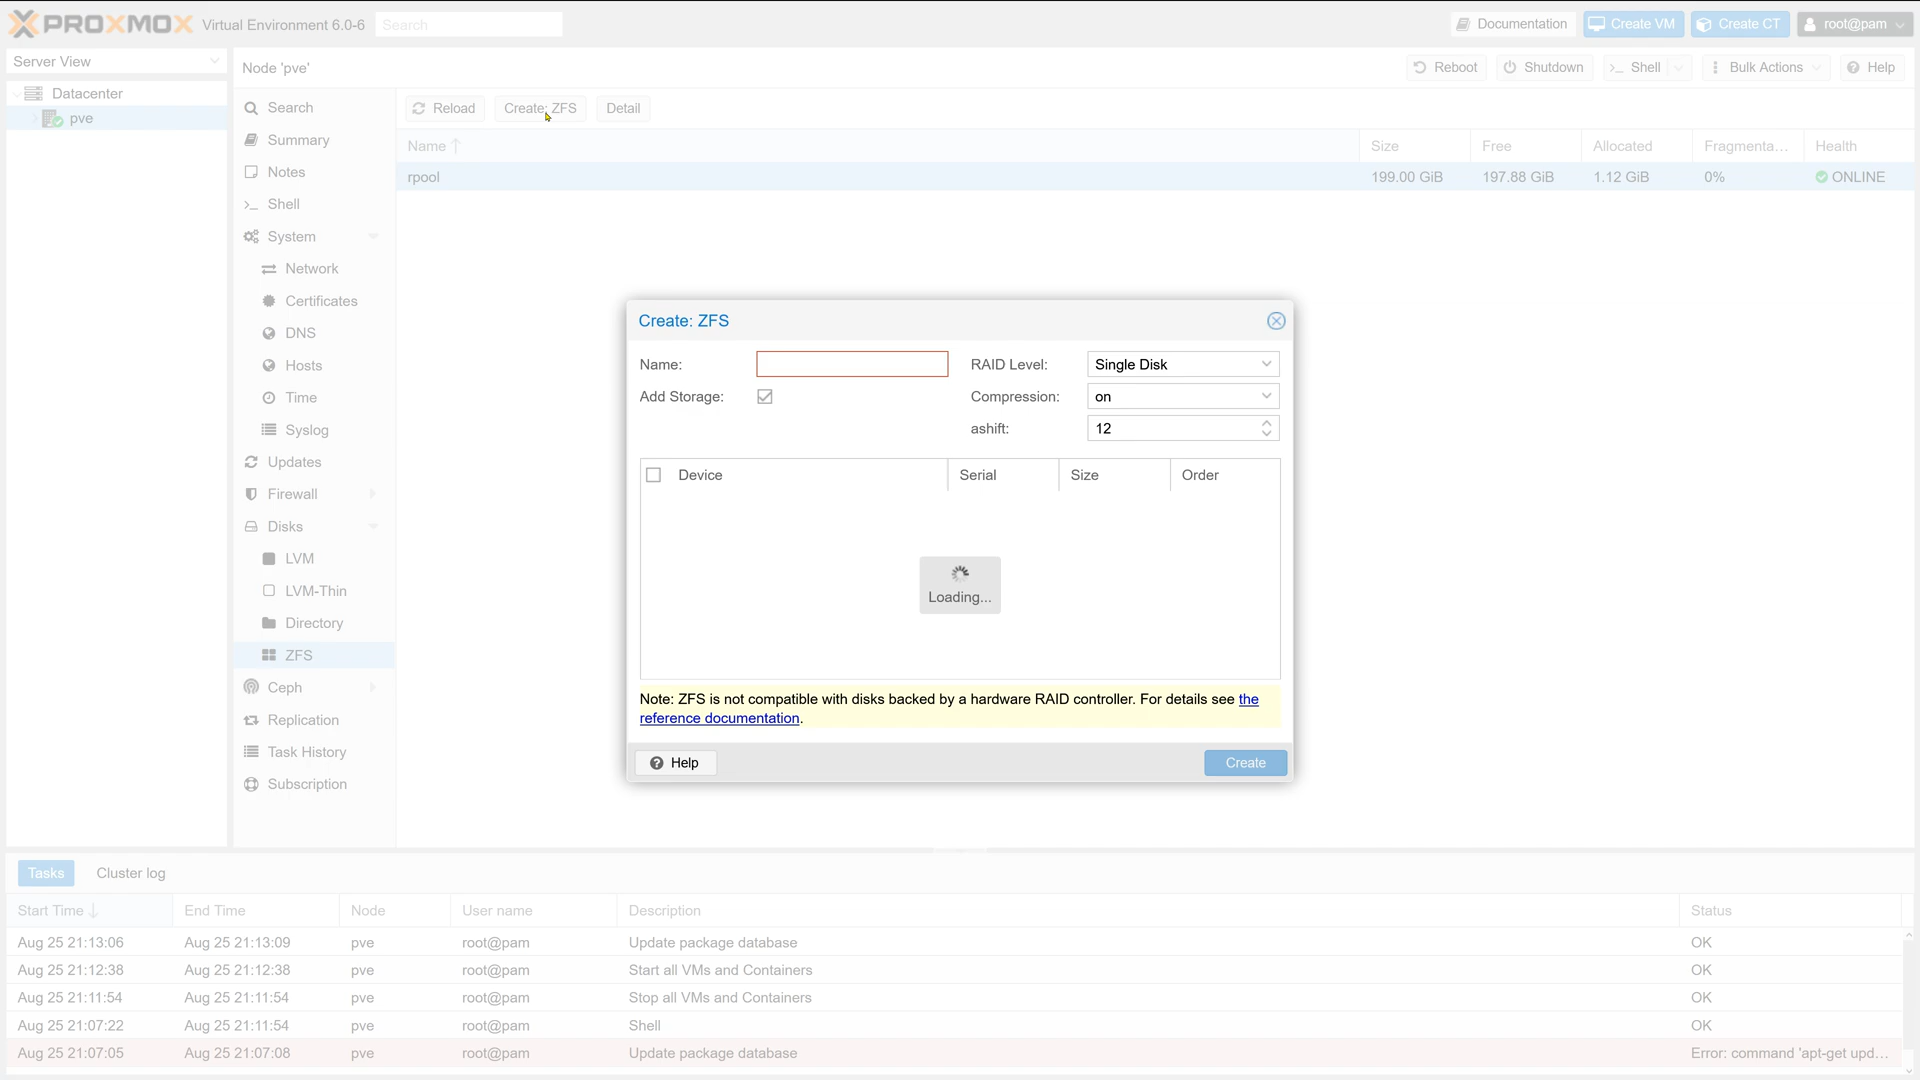 PROXMOX Virtual Environment 6.0-6 Search Documentation Create VM Create CT root@pam
Server View
Datacenter
pve
Node 'pve' Reboot Shutdown Shell Bulk Actions Help
Search
Summary
Notes
Shell
System
Network
Certificates
DNS
Hosts
Time
Syslog
Updates
Firewall
Disks
LVM
LVM-Thin
Directory
ZFS
Ceph
Replication
Task History
Subscription
Reload Create: ZFS Detail
Name Size Free Allocated Fragmenta... Health
rpool 199.00 GiB 197.88 GiB 1.12 GiB 0% ONLINE
Create: ZFS
Name: RAID Level: Single Disk
Add Storage: Compression: on
ashift: 12
Device Serial Size Order
Loading...
Note: ZFS is not compatible with disks backed by a hardware RAID controller. For details see the
reference documentation.
Help Create
Tasks Cluster log
Start Time End Time Node User name Description Status
Aug 25 21:13:06 Aug 25 21:13:09 pve root@pam Update package database OK
Aug 25 21:12:38 Aug 25 21:12:38 pve root@pam Start all VMs and Containers OK
Aug 25 21:11:54 Aug 25 21:11:54 pve root@pam Stop all VMs and Containers OK
Aug 25 21:07:22 Aug 25 21:11:54 pve root@pam Shell OK
Aug 25 21:07:05 Aug 25 21:07:08 pve root@pam Update package database Error: command 'apt-get upd...